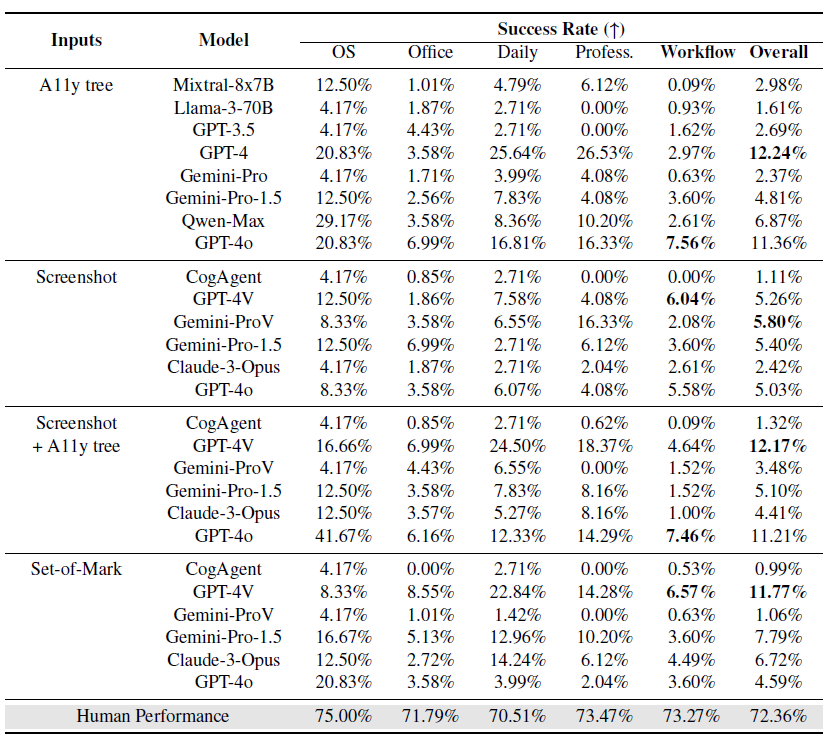 Inputs Model Success Rate (↑)
OS Office Daily Profess. Workflow Overall
A11y tree Mixtral-8x7B 12.50% 1.01% 4.79% 6.12% 0.09% 2.98%
Llama-3-70B 4.17% 1.87% 2.71% 0.00% 0.93% 1.61%
GPT-3.5 4.17% 4.43% 2.71% 0.00% 1.62% 2.69%
GPT-4 20.83% 3.58% 25.64% 26.53% 2.97% 12.24%
Gemini-Pro 4.17% 1.71% 3.99% 4.08% 0.63% 2.37%
Gemini-Pro-1.5 12.50% 2.56% 7.83% 4.08% 3.60% 4.81%
Qwen-Max 29.17% 3.58% 8.36% 10.20% 2.61% 6.87%
GPT-4o 20.83% 6.99% 16.81% 16.33% 7.56% 11.36%
Screenshot CogAgent 4.17% 0.85% 2.71% 0.00% 0.00% 1.11%
GPT-4V 12.50% 1.86% 7.58% 4.08% 6.04% 5.26%
Gemini-ProV 8.33% 3.58% 6.55% 16.33% 2.08% 5.80%
Gemini-Pro-1.5 12.50% 6.99% 2.71% 6.12% 3.60% 5.40%
Claude-3-Opus 4.17% 1.87% 2.71% 2.04% 2.61% 2.42%
GPT-4o 8.33% 3.58% 6.07% 4.08% 5.58% 5.03%
Screenshot CogAgent 4.17% 0.85% 2.71% 0.62% 0.09% 1.32%
+ A11y tree GPT-4V 16.66% 6.99% 24.50% 18.37% 4.64% 12.17%
Gemini-ProV 4.17% 4.43% 6.55% 0.00% 1.52% 3.48%
Gemini-Pro-1.5 12.50% 3.58% 7.83% 8.16% 1.52% 5.10%
Claude-3-Opus 12.50% 3.57% 5.27% 8.16% 1.00% 4.41%
GPT-4o 41.67% 6.16% 12.33% 14.29% 7.46% 11.21%
Set-of-Mark CogAgent 4.17% 0.00% 2.71% 0.00% 0.53% 0.99%
GPT-4V 8.33% 8.55% 22.84% 14.28% 6.57% 11.77%
Gemini-ProV 4.17% 1.01% 1.42% 0.00% 0.63% 1.06%
Gemini-Pro-1.5 16.67% 5.13% 12.96% 10.20% 3.60% 7.79%
Claude-3-Opus 12.50% 2.72% 14.24% 6.12% 4.49% 6.72%
GPT-4o 20.83% 3.58% 3.99% 2.04% 3.60% 4.59%
Human Performance 75.00% 71.79% 70.51% 73.47% 73.27% 72.36%